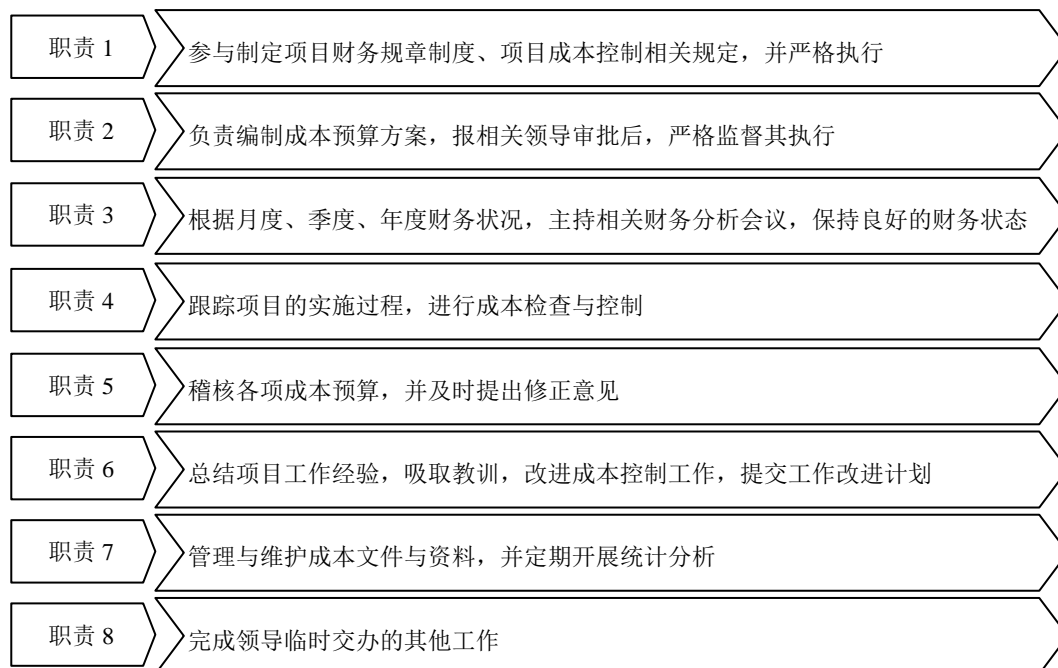 职责 1
参与制定项目财务规章制度、项目成本控制相关规定，并严格执行
职责 2
负责编制成本预算方案，报相关领导审批后，严格监督其执行
职责 3
根据月度、季度、年度财务状况，主持相关财务分析会议，保持良好的财务状态
职责 4
跟踪项目的实施过程，进行成本检查与控制
职责 5
稽核各项成本预算，并及时提出修正意见
职责 6
总结项目工作经验，吸取教训，改进成本控制工作，提交工作改进计划
职责 7
管理与维护成本文件与资料，并定期开展统计分析
职责 8
完成领导临时交办的其他工作